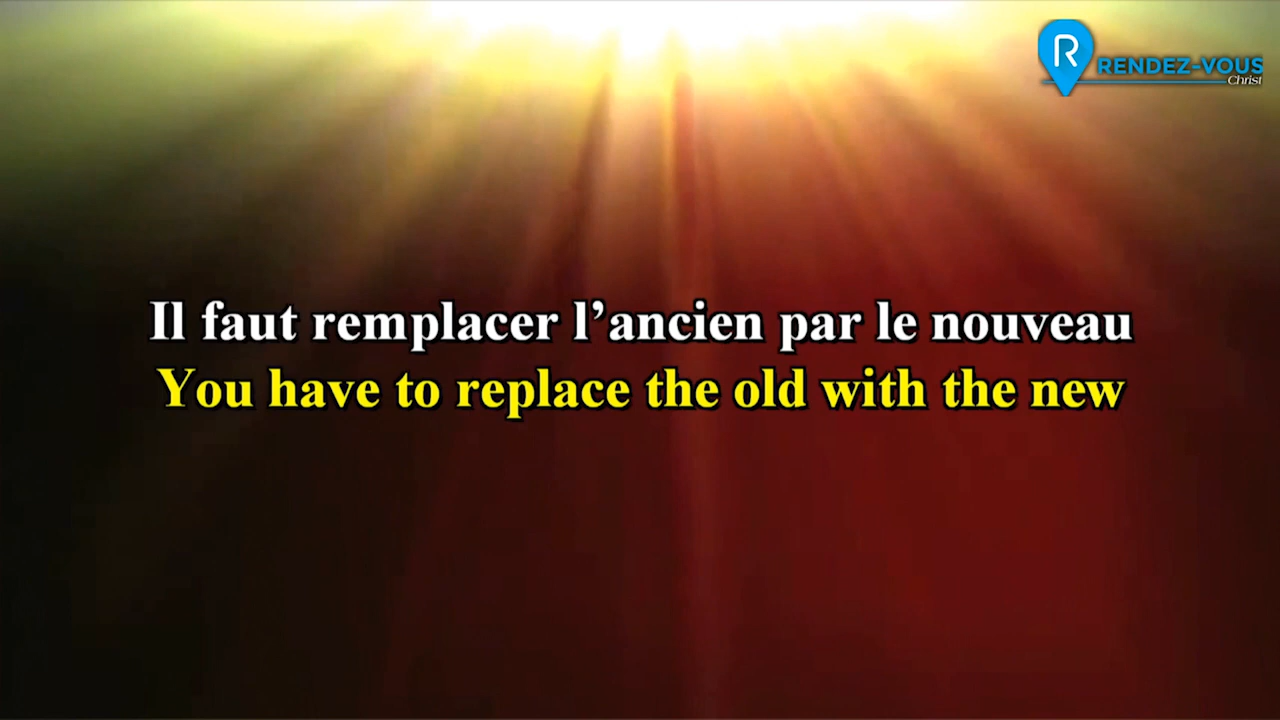 RENDEZ-VOUS
Christ
Il faut remplacer l’ancien par le nouveau
You have to replace the old with the new